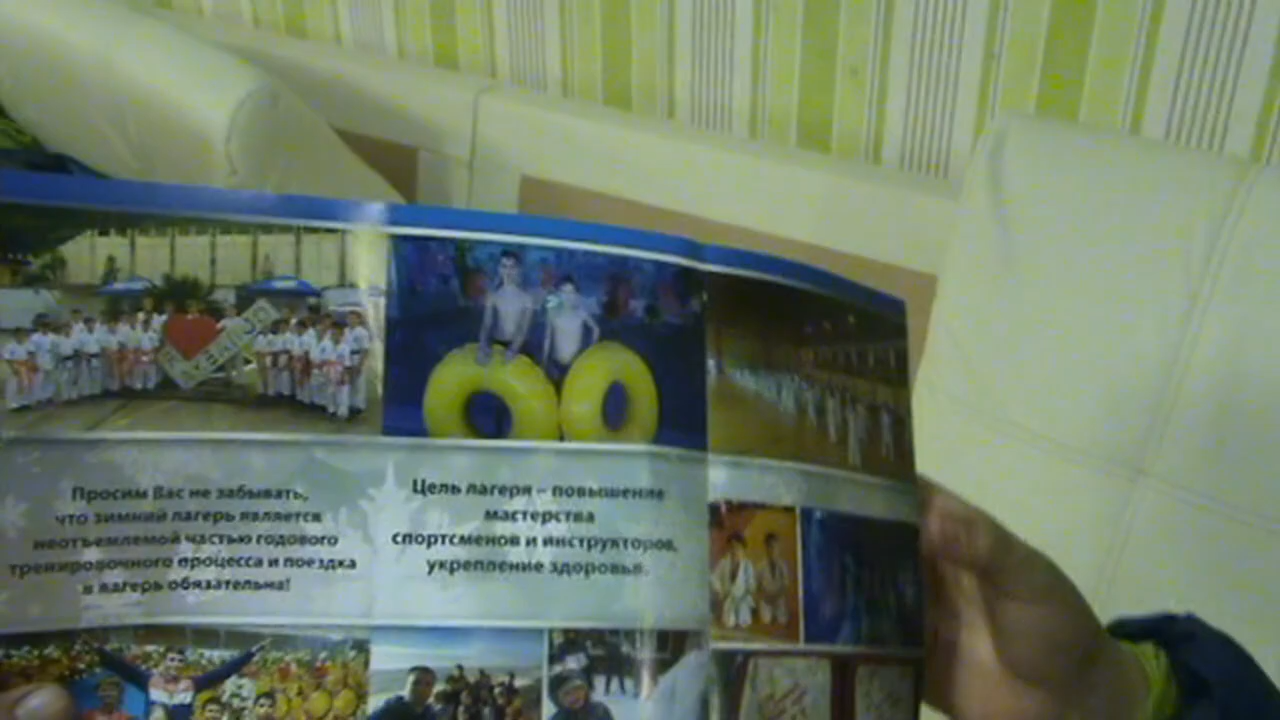 Просим Вас не забывать,
что зимний лагерь является
неотъемлемой частью годового
тренировочного процесса и поездка
в лагерь обязательна!
Цель лагеря – повышение
мастерства
спортсменов и инструкторов,
укрепление здоровья.